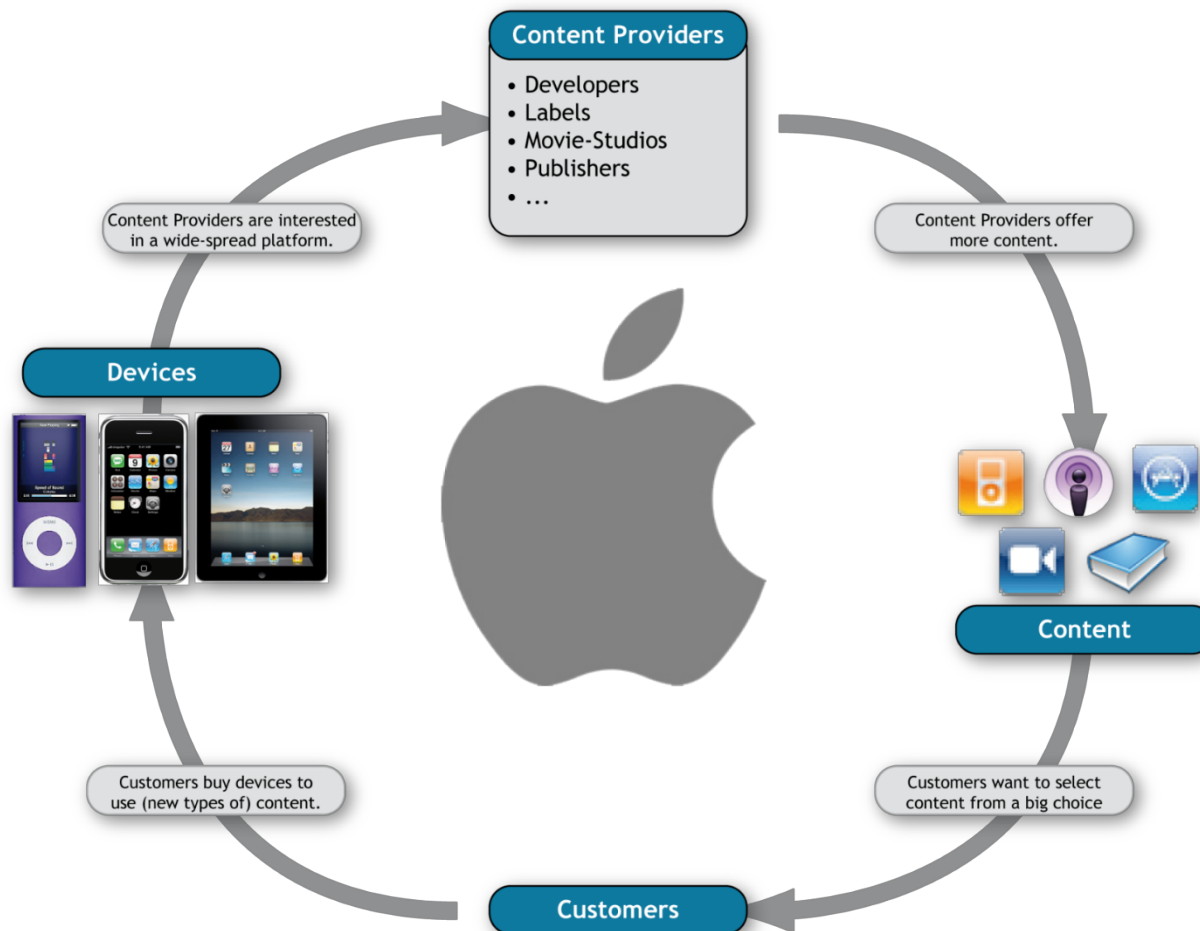 Content Providers
• Developers
• Labels
• Movie-Studios
• Publishers
• ...
Content Providers are interested
in a wide-spread platform.
Content Providers offer
more content.
Devices
Content
Customers buy devices to
use (new types of) content.
Customers want to select
content from a big choice
Customers